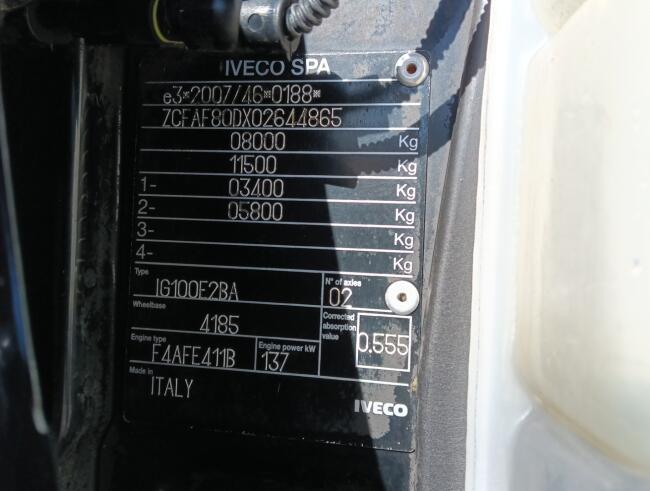 IVECO SPA
e3*2007/46*0188*
ZCFAF80DX02644865
08000 Kg
11500 Kg
1- 03400 Kg
2- 05800 Kg
3- Kg
4- Kg
Type IG100E2BA N° of axles 02
Wheelbase 4185 Corrected absorption value 0.555
Engine type F4AFE411B Engine power kW 137
Made in ITALY
IVECO